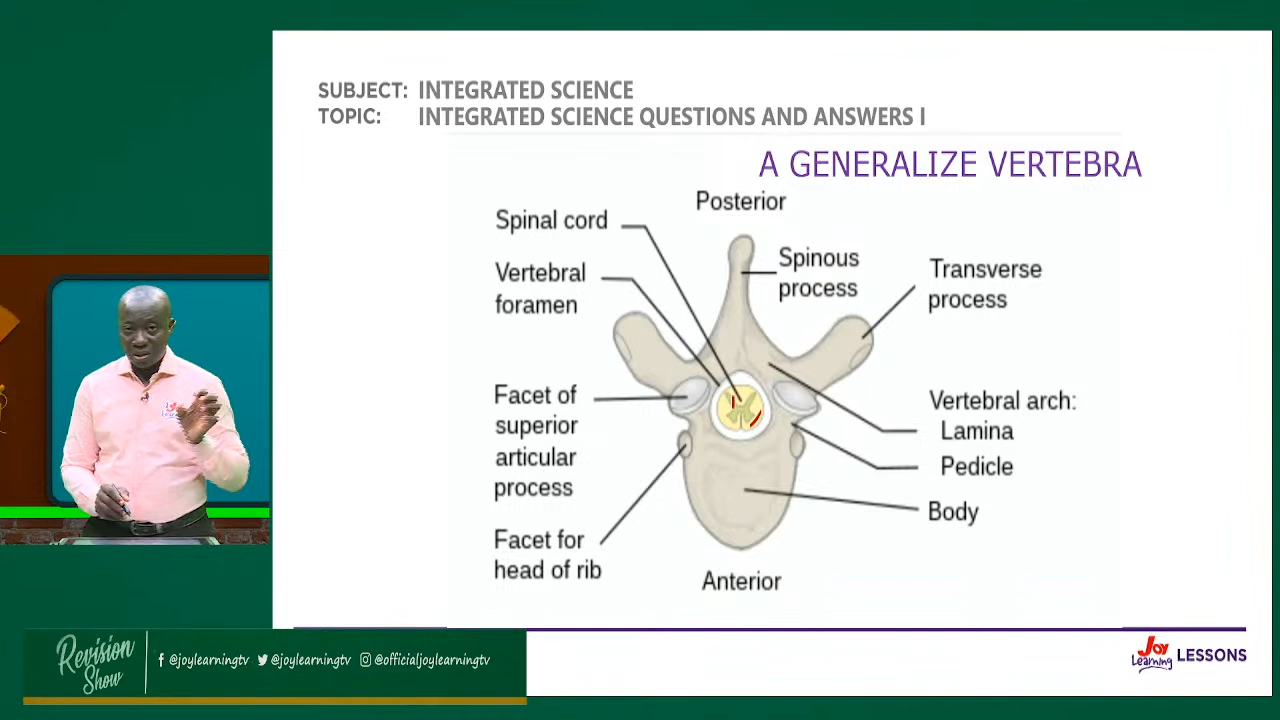 SUBJECT: INTEGRATED SCIENCE
TOPIC: INTEGRATED SCIENCE QUESTIONS AND ANSWERS I
A GENERALIZE VERTEBRA
Posterior
Spinal cord
Vertebral
foramen
Spinous
process
Transverse
process
Facet of
superior
articular
process
Vertebral arch:
Lamina
Pedicle
Body
Facet for
head of rib
Anterior
Revision
Show
@joylearningtv @joylearningtv @officialjoylearningtv
Joy
Learning LESSONS